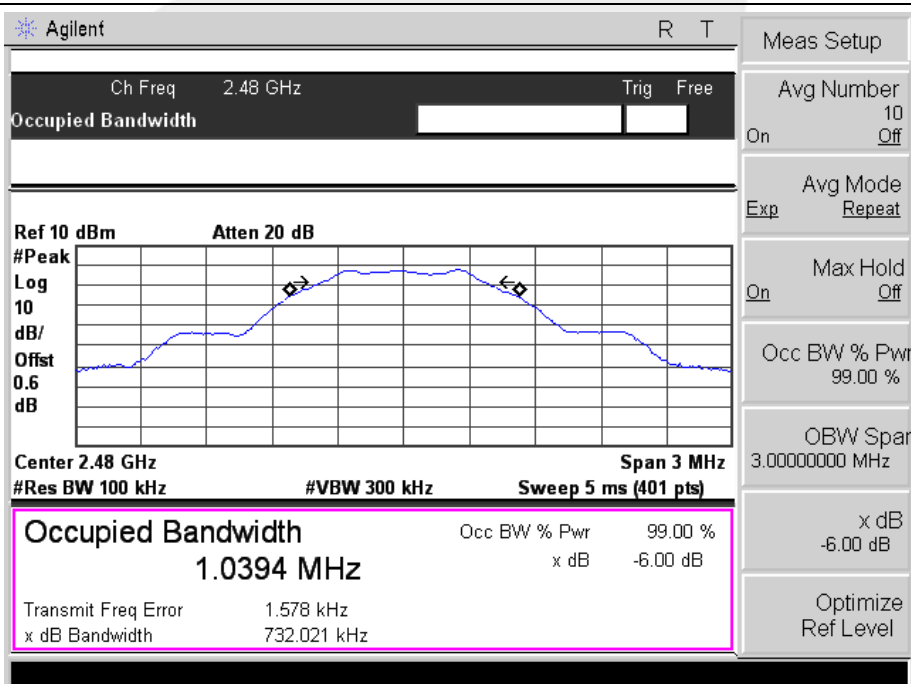 Agilent R T
Ch Freq 2.48 GHz Trig Free
Occupied Bandwidth
Ref 10 dBm Atten 20 dB
#Peak
Log
10
dB/
Offst
0.6
dB
Center 2.48 GHz Span 3 MHz
#Res BW 100 kHz #VBW 300 kHz Sweep 5 ms (401 pts)
Occupied Bandwidth
1.0394 MHz
Occ BW % Pwr 99.00 %
x dB -6.00 dB
Transmit Freq Error 1.578 kHz
x dB Bandwidth 732.021 kHz
Meas Setup
Avg Number
10
On Off
Avg Mode
Exp Repeat
Max Hold
On Off
Occ BW % Pwr
99.00 %
OBW Span
3.00000000 MHz
x dB
-6.00 dB
Optimize
Ref Level